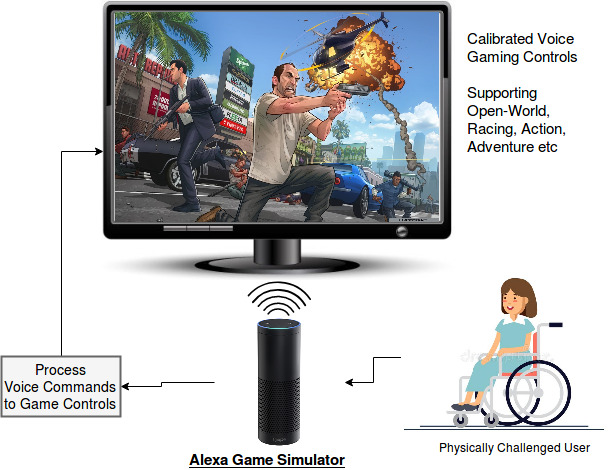 Calibrated Voice
Gaming Controls
Supporting
Open-World,
Racing, Action,
Adventure etc
Process
Voice Commands
to Game Controls
Alexa Game Simulator
Physically Challenged User